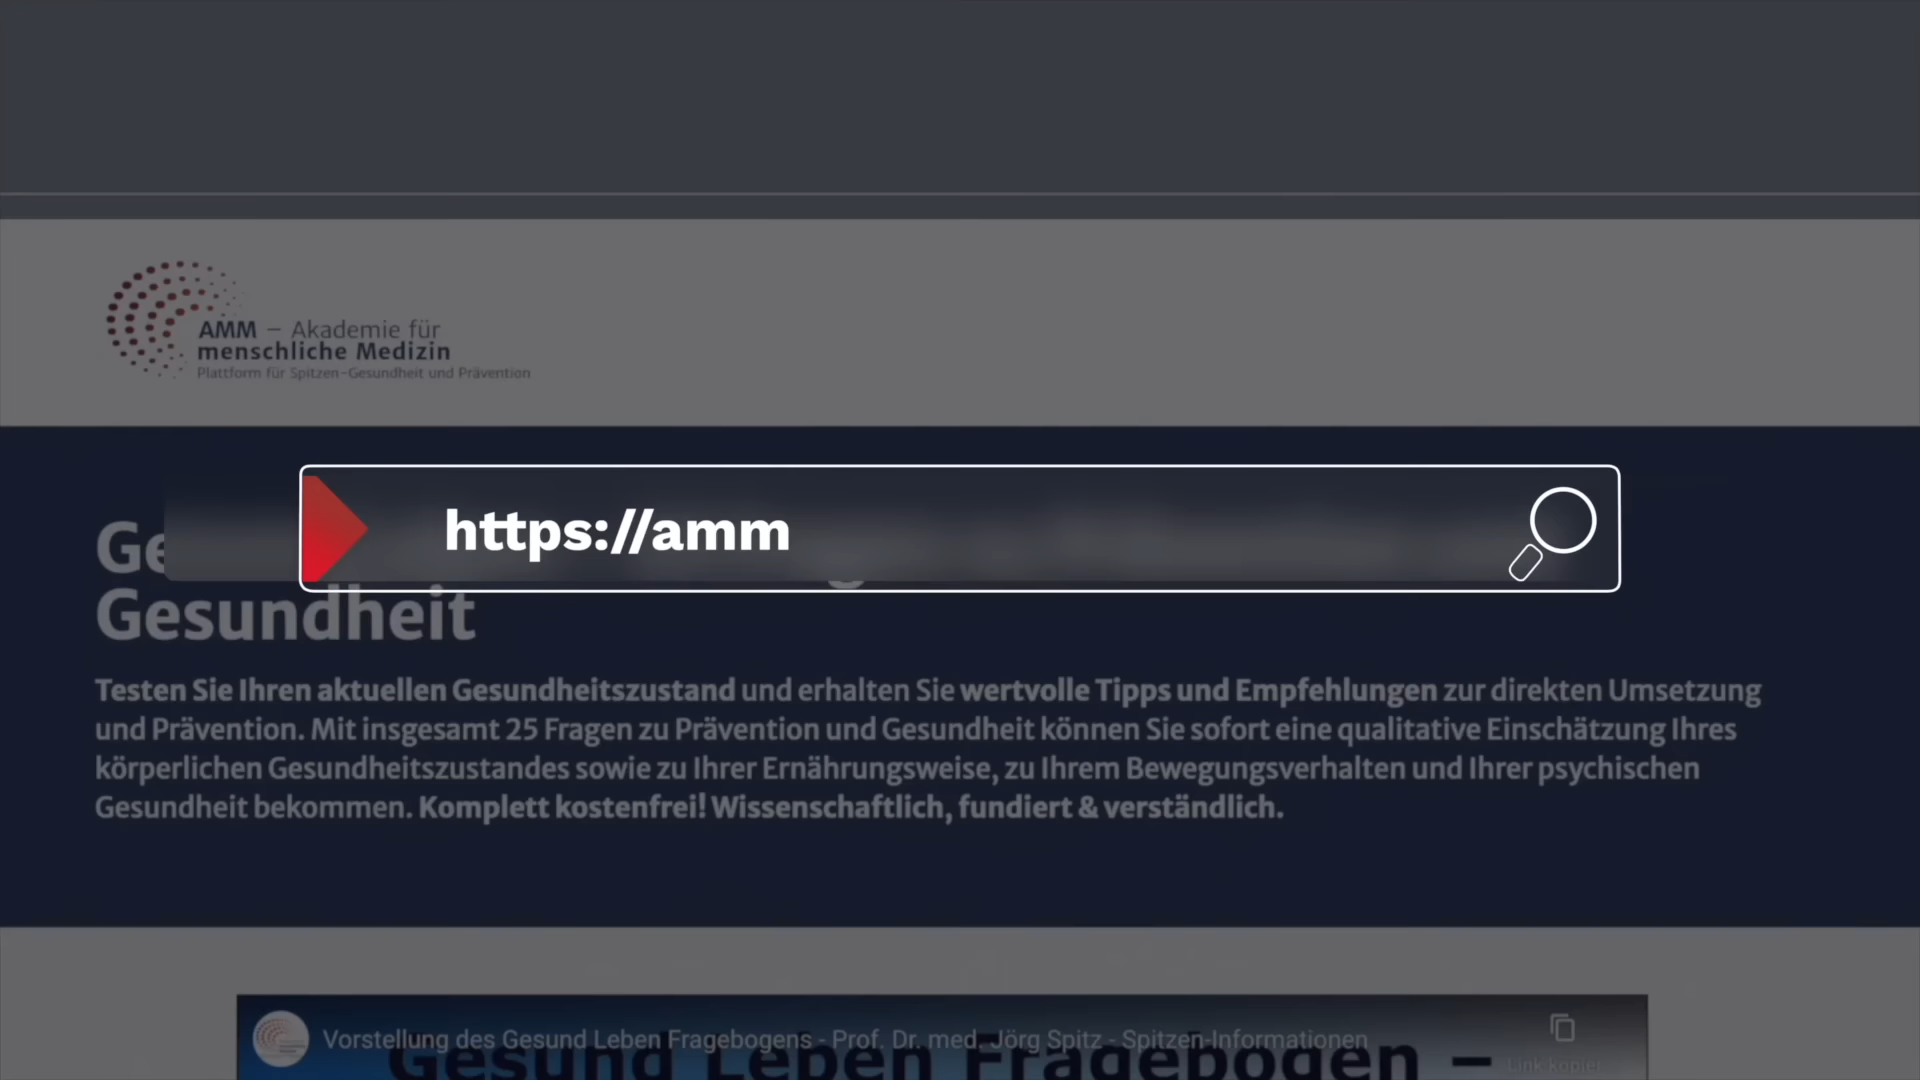 AMM – Akademie für
menschliche Medizin
Plattform für Spitzen-Gesundheit und Prävention
https://amm
Gesundheit
Testen Sie Ihren aktuellen Gesundheitszustand und erhalten Sie wertvolle Tipps und Empfehlungen zur direkten Umsetzung
und Prävention. Mit insgesamt 25 Fragen zu Prävention und Gesundheit können Sie sofort eine qualitative Einschätzung Ihres
körperlichen Gesundheitszustandes sowie zu Ihrer Ernährungsweise, zu Ihrem Bewegungsverhalten und Ihrer psychischen
Gesundheit bekommen. Komplett kostenfrei! Wissenschaftlich, fundiert & verständlich.
Vorstellung des Gesund Leben Fragebogens - Prof. Dr. med. Jörg Spitz - Spitzen-Informationen
Gesund Leben Fragebogen –